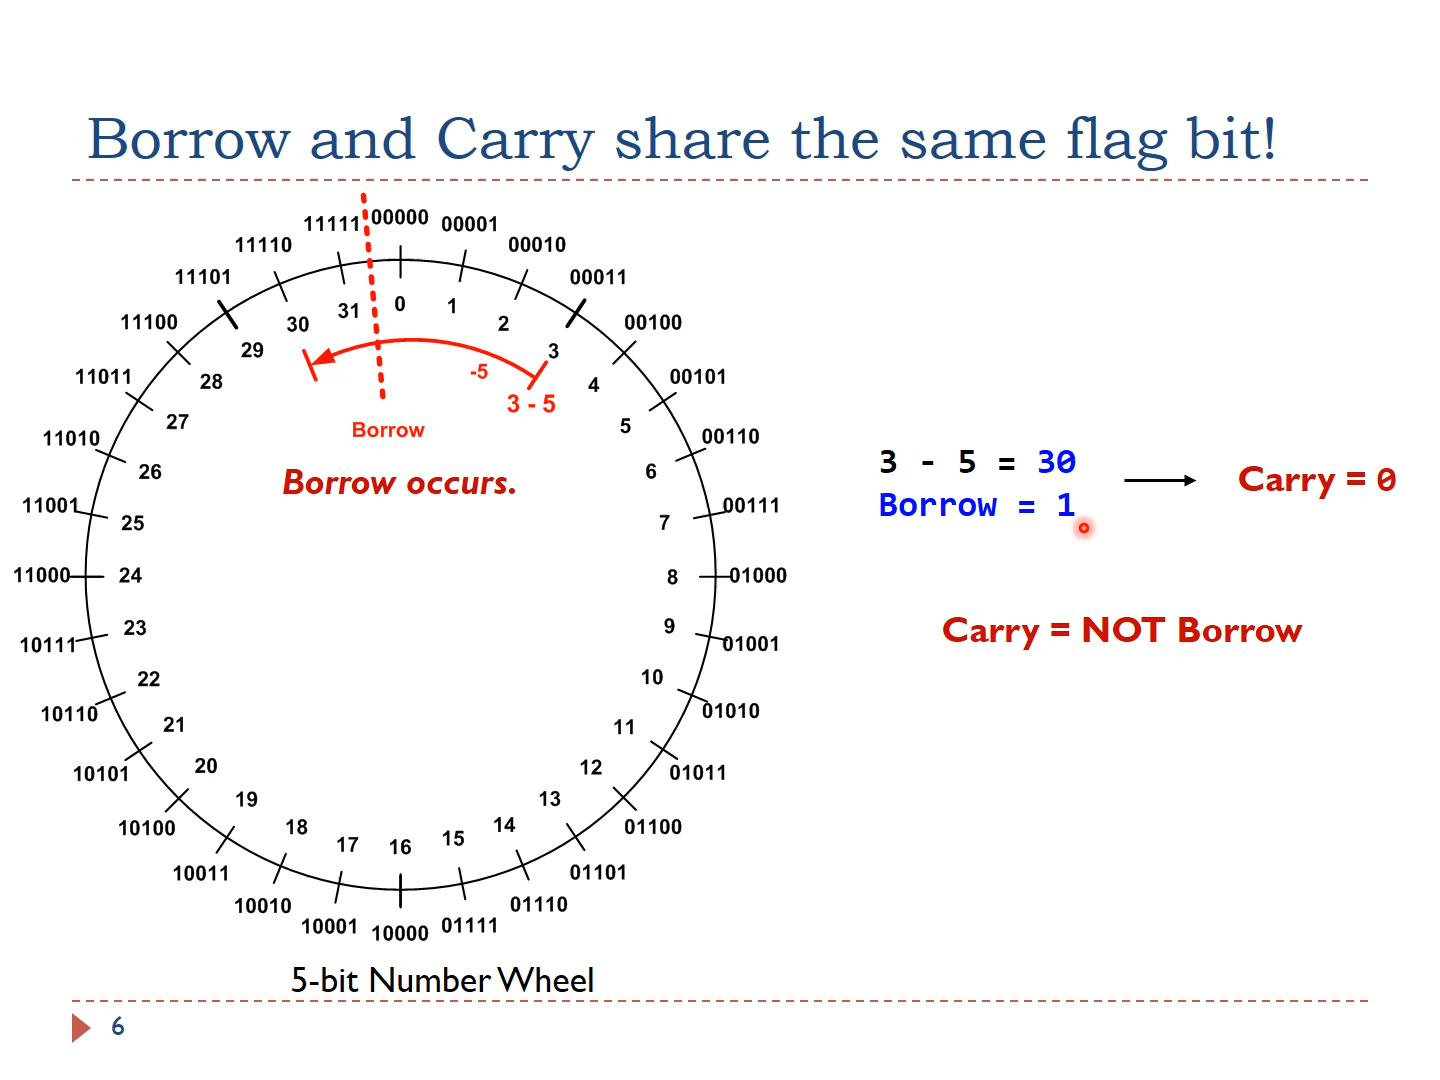 Borrow and Carry share the same flag bit!
11111 00000 00001
11110 00010
11101 00011
11100 00100
11011 00101
11010 00110
11001 00111
11000 01000
10111 01001
10110 01010
10101 01011
10100 01100
10011 01101
10010 01110
10001 10000 01111
31 0 1
30 2
29 3
28 4
27 5
26 6
25 7
24 8
23 9
22 10
21 11
20 12
19 13
18 14
17 16 15
-5
3 - 5
Borrow
Borrow occurs.
5-bit Number Wheel
3 - 5 = 30
Borrow = 1
Carry = 0
Carry = NOT Borrow
6